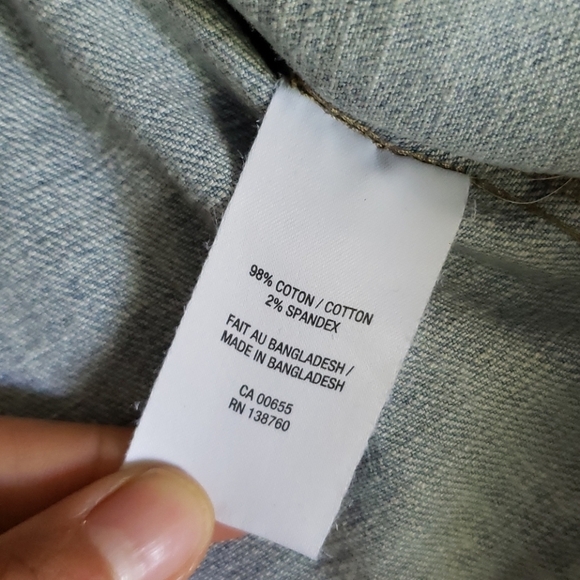 98% COTON / COTTON
2% SPANDEX
FAIT AU BANGLADESH /
MADE IN BANGLADESH
CA 00655
RN 138760